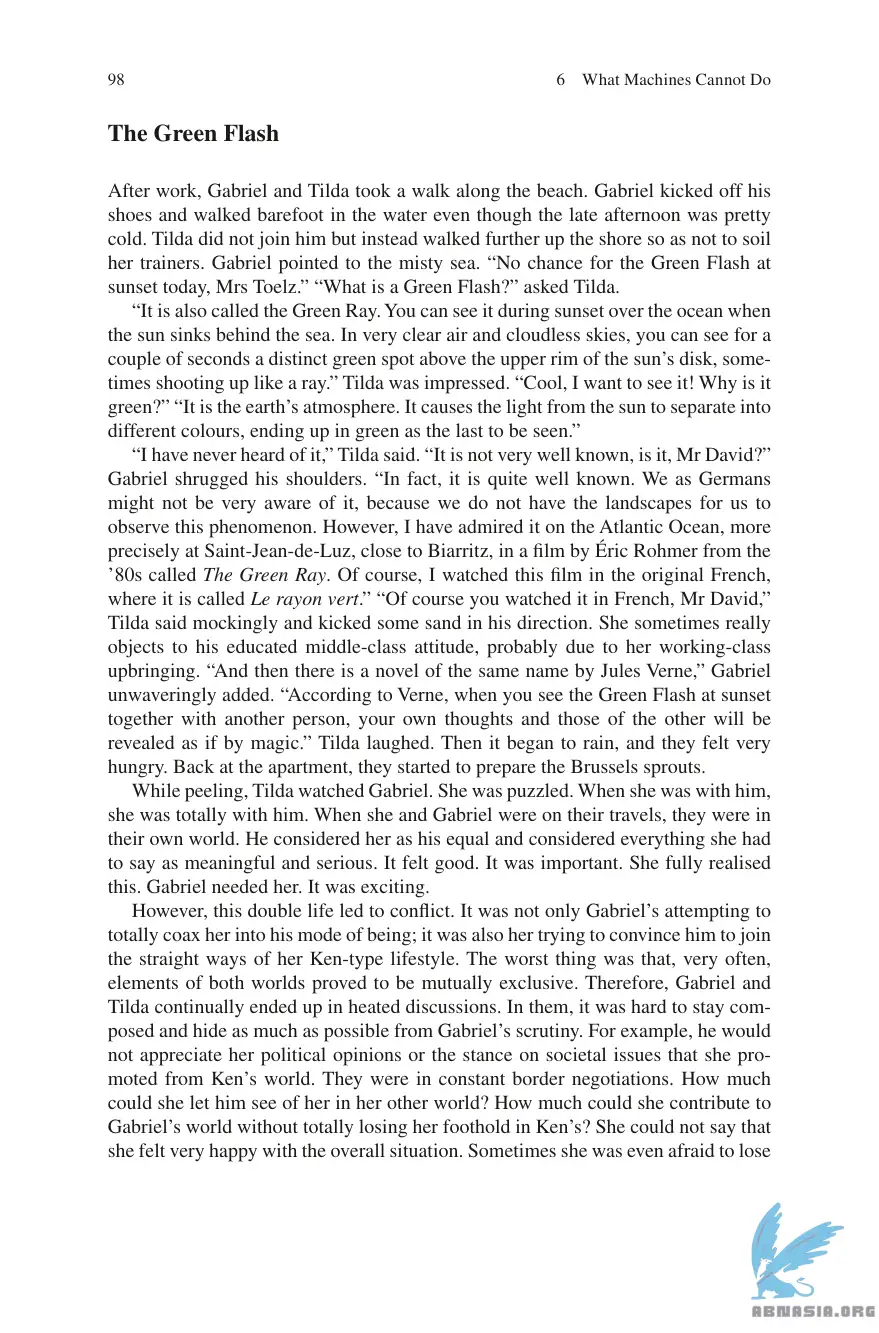 98
6 What Machines Cannot Do
The Green Flash
After work, Gabriel and Tilda took a walk along the beach. Gabriel kicked off his
shoes and walked barefoot in the water even though the late afternoon was pretty
cold. Tilda did not join him but instead walked further up the shore so as not to soil
her trainers. Gabriel pointed to the misty sea. “No chance for the Green Flash at
sunset today, Mrs Toelz.” “What is a Green Flash?” asked Tilda.
“It is also called the Green Ray. You can see it during sunset over the ocean when
the sun sinks behind the sea. In very clear air and cloudless skies, you can see for a
couple of seconds a distinct green spot above the upper rim of the sun’s disk, some-
times shooting up like a ray.” Tilda was impressed. “Cool, I want to see it! Why is it
green?” “It is the earth’s atmosphere. It causes the light from the sun to separate into
different colours, ending up in green as the last to be seen.”
“I have never heard of it,” Tilda said. “It is not very well known, is it, Mr David?”
Gabriel shrugged his shoulders. “In fact, it is quite well known. We as Germans
might not be very aware of it, because we do not have the landscapes for us to
observe this phenomenon. However, I have admired it on the Atlantic Ocean, more
precisely at Saint-Jean-de-Luz, close to Biarritz, in a film by Éric Rohmer from the
’80s called The Green Ray. Of course, I watched this film in the original French,
where it is called Le rayon vert.” “Of course you watched it in French, Mr David,”
Tilda said mockingly and kicked some sand in his direction. She sometimes really
objects to his educated middle-class attitude, probably due to her working-class
upbringing. “And then there is a novel of the same name by Jules Verne,” Gabriel
unwaveringly added. “According to Verne, when you see the Green Flash at sunset
together with another person, your own thoughts and those of the other will be
revealed as if by magic.” Tilda laughed. Then it began to rain, and they felt very
hungry. Back at the apartment, they started to prepare the Brussels sprouts.
While peeling, Tilda watched Gabriel. She was puzzled. When she was with him,
she was totally with him. When she and Gabriel were on their travels, they were in
their own world. He considered her as his equal and considered everything she had
to say as meaningful and serious. It felt good. It was important. She fully realised
this. Gabriel needed her. It was exciting.
However, this double life led to conflict. It was not only Gabriel’s attempting to
totally coax her into his mode of being; it was also her trying to convince him to join
the straight ways of her Ken-type lifestyle. The worst thing was that, very often,
elements of both worlds proved to be mutually exclusive. Therefore, Gabriel and
Tilda continually ended up in heated discussions. In them, it was hard to stay com-
posed and hide as much as possible from Gabriel’s scrutiny. For example, he would
not appreciate her political opinions or the stance on societal issues that she pro-
moted from Ken’s world. They were in constant border negotiations. How much
could she let him see of her in her other world? How much could she contribute to
Gabriel’s world without totally losing her foothold in Ken’s? She could not say that
she felt very happy with the overall situation. Sometimes she was even afraid to lose
ABNASIA.ORG